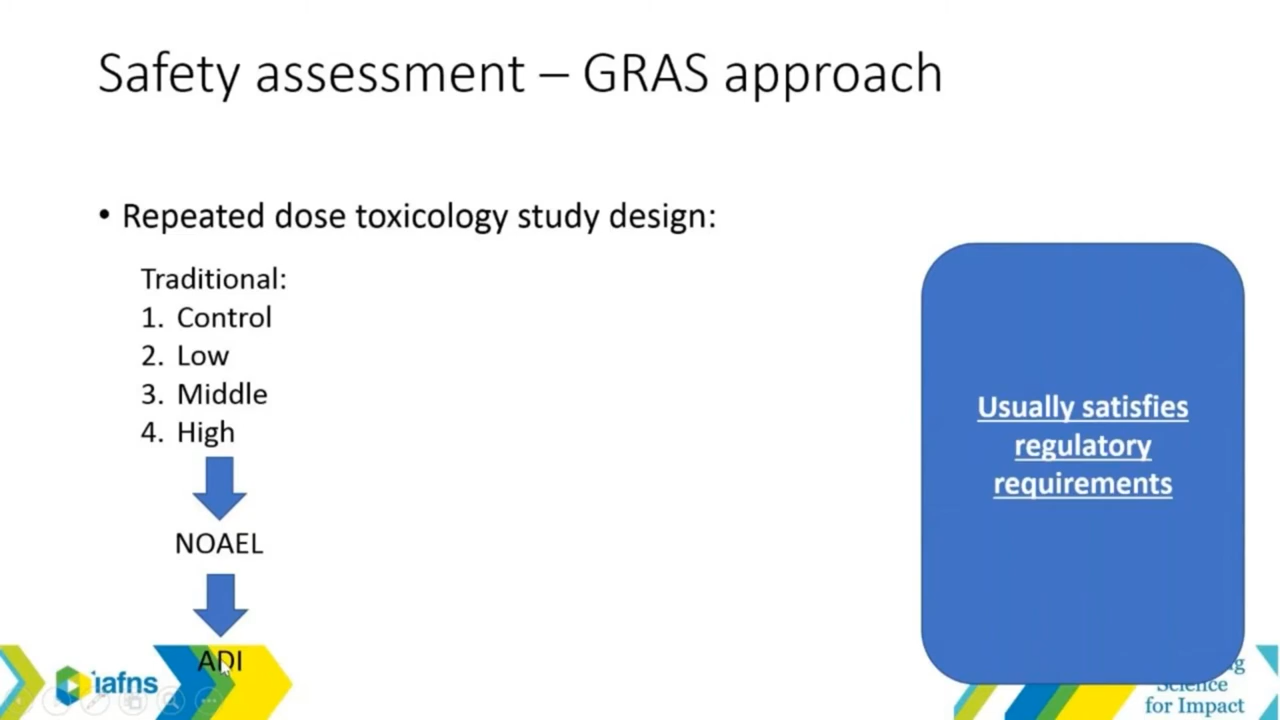 Safety assessment – GRAS approach
• Repeated dose toxicology study design:
Traditional:
1. Control
2. Low
3. Middle
4. High
NOAEL
ADI
Usually satisfies
regulatory
requirements
iafns
Science
for Impact